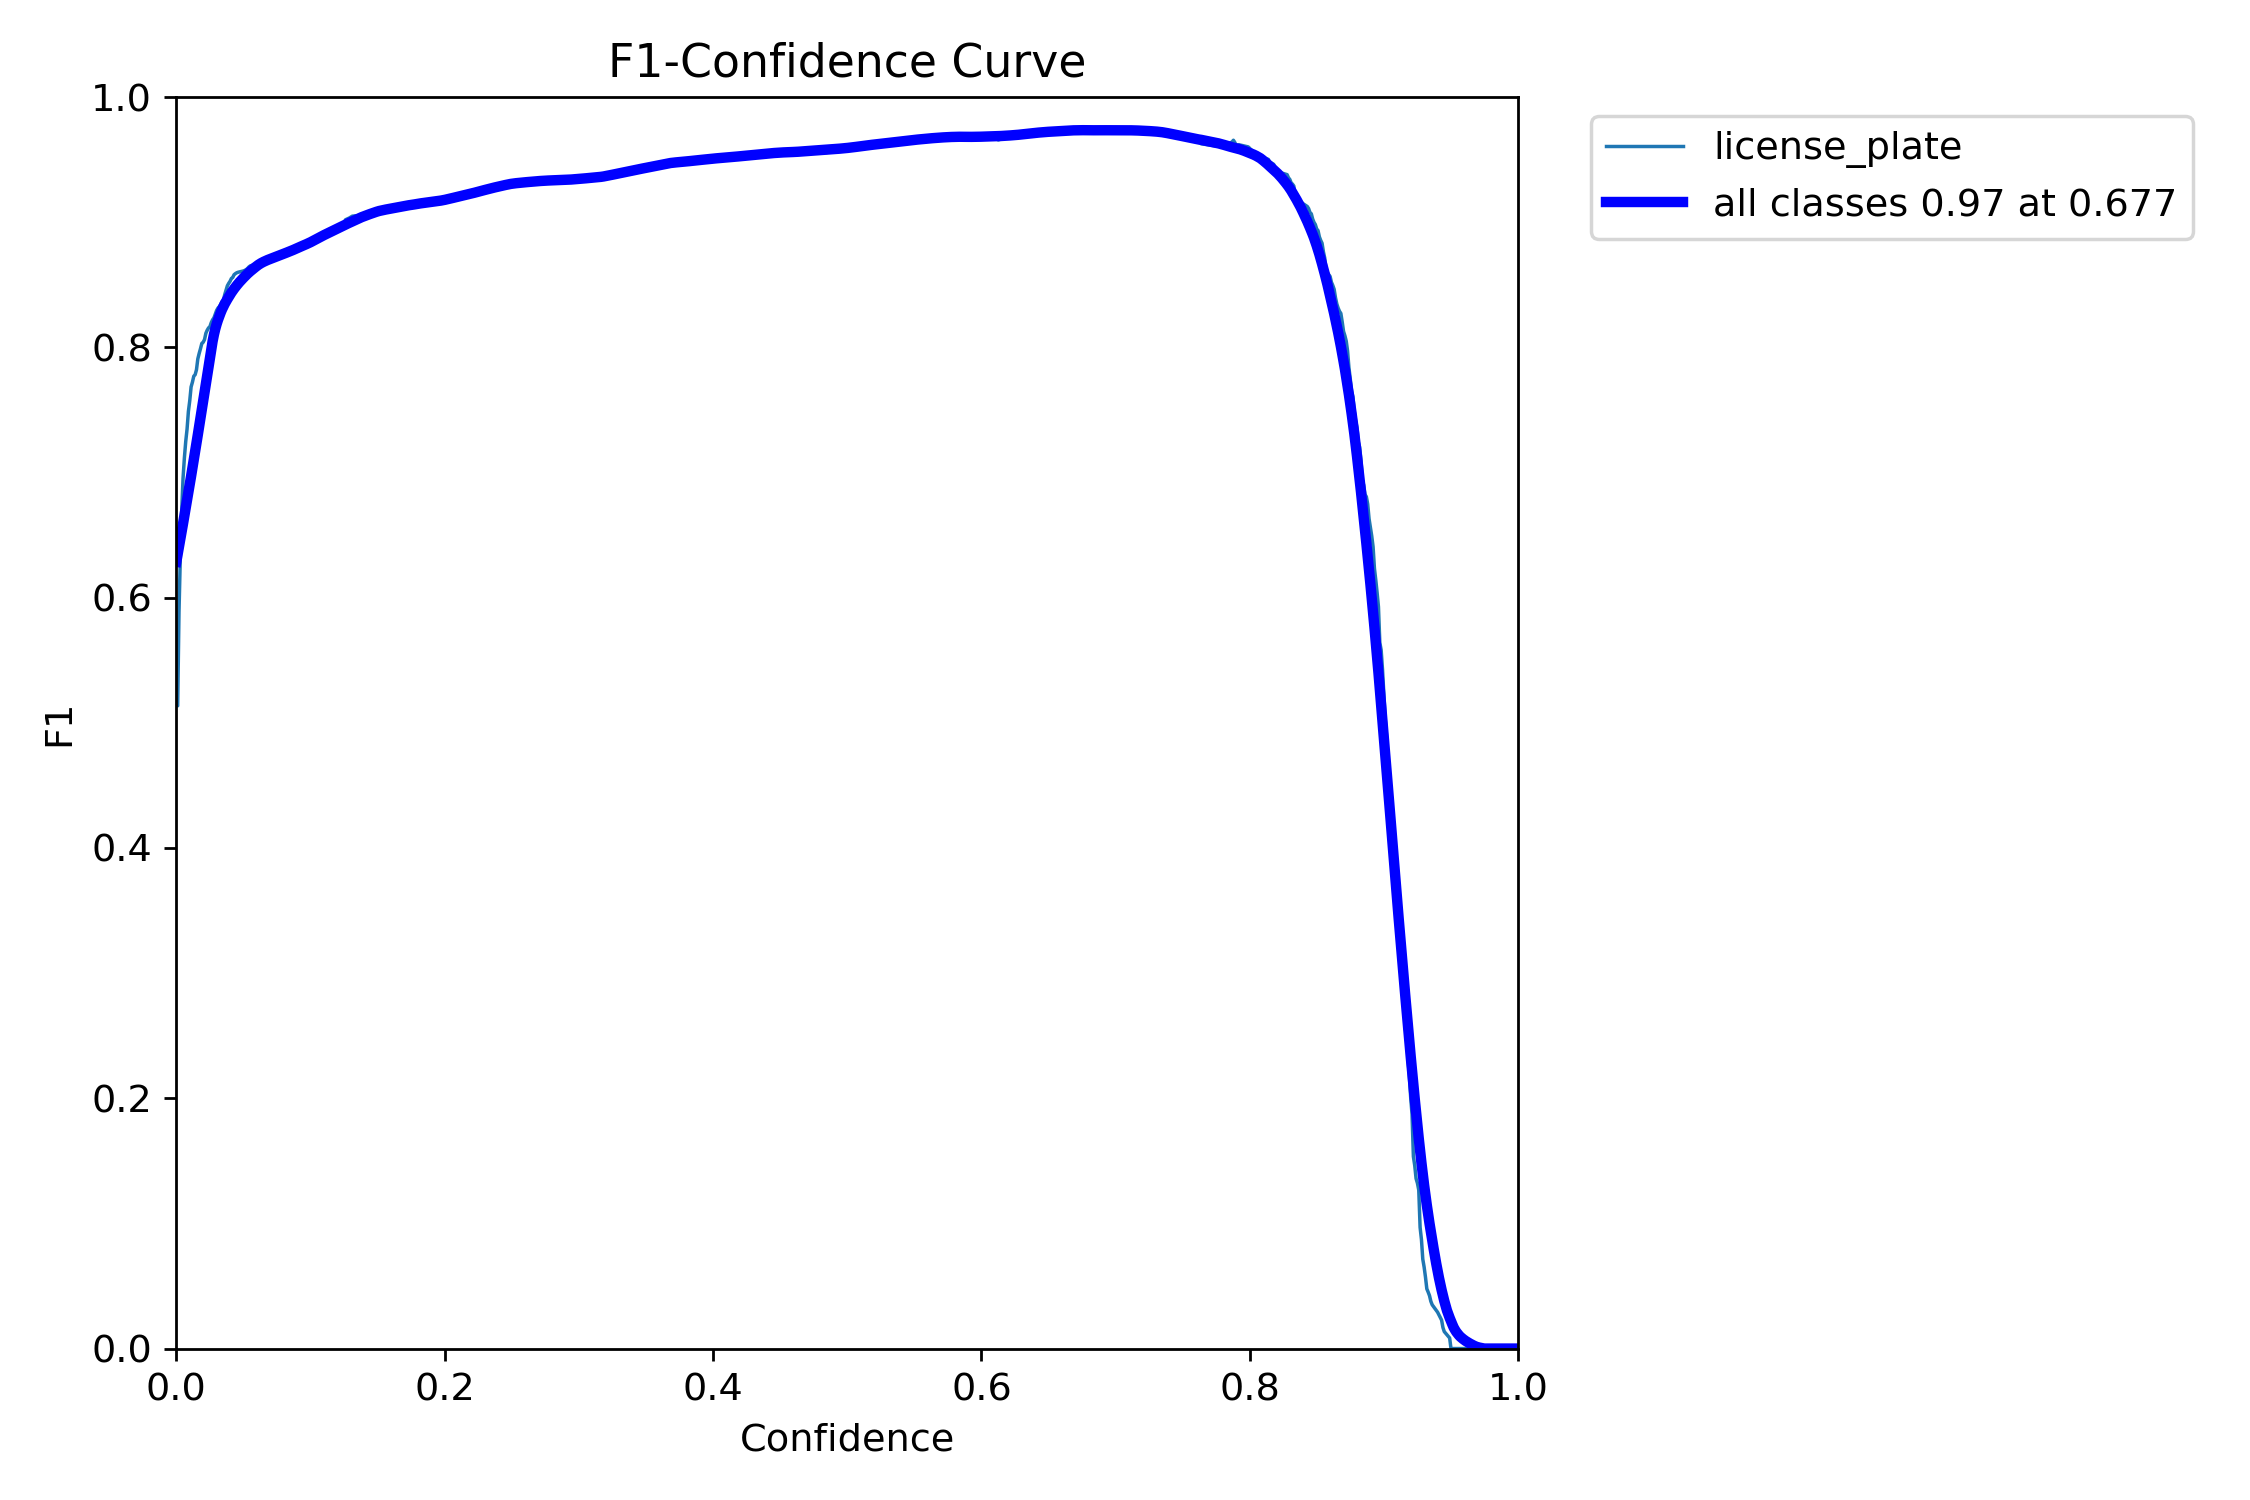 F1-Confidence Curve
1.0
0.8
0.6
0.4
0.2
0.0
F1
0.0 0.2 0.4 0.6 0.8 1.0
Confidence
license_plate
all classes 0.97 at 0.677